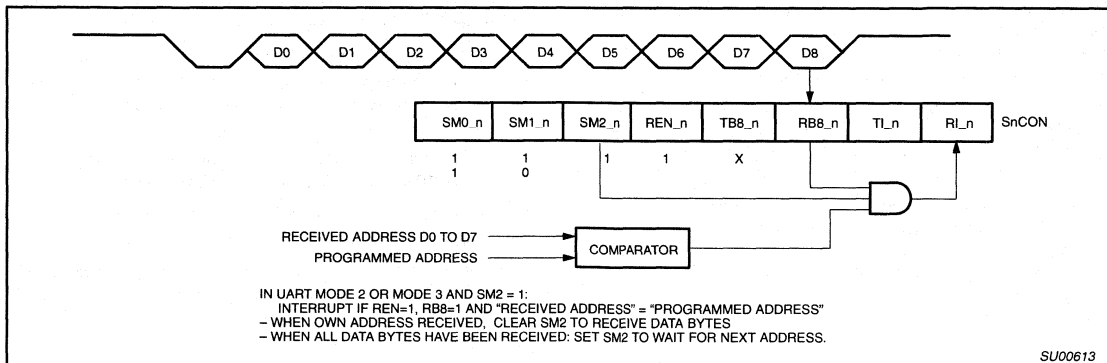 D0 D1 D2 D3 D4 D5 D6 D7 D8
SM0_n SM1_n SM2_n REN_n TB8_n RB8_n TI_n RI_n SnCON
1 1 1 1 X
1 0
RECEIVED ADDRESS D0 TO D7
PROGRAMMED ADDRESS
COMPARATOR
IN UART MODE 2 OR MODE 3 AND SM2 = 1:
INTERRUPT IF REN=1, RB8=1 AND "RECEIVED ADDRESS" = "PROGRAMMED ADDRESS"
– WHEN OWN ADDRESS RECEIVED, CLEAR SM2 TO RECEIVE DATA BYTES
– WHEN ALL DATA BYTES HAVE BEEN RECEIVED: SET SM2 TO WAIT FOR NEXT ADDRESS.
SU00613